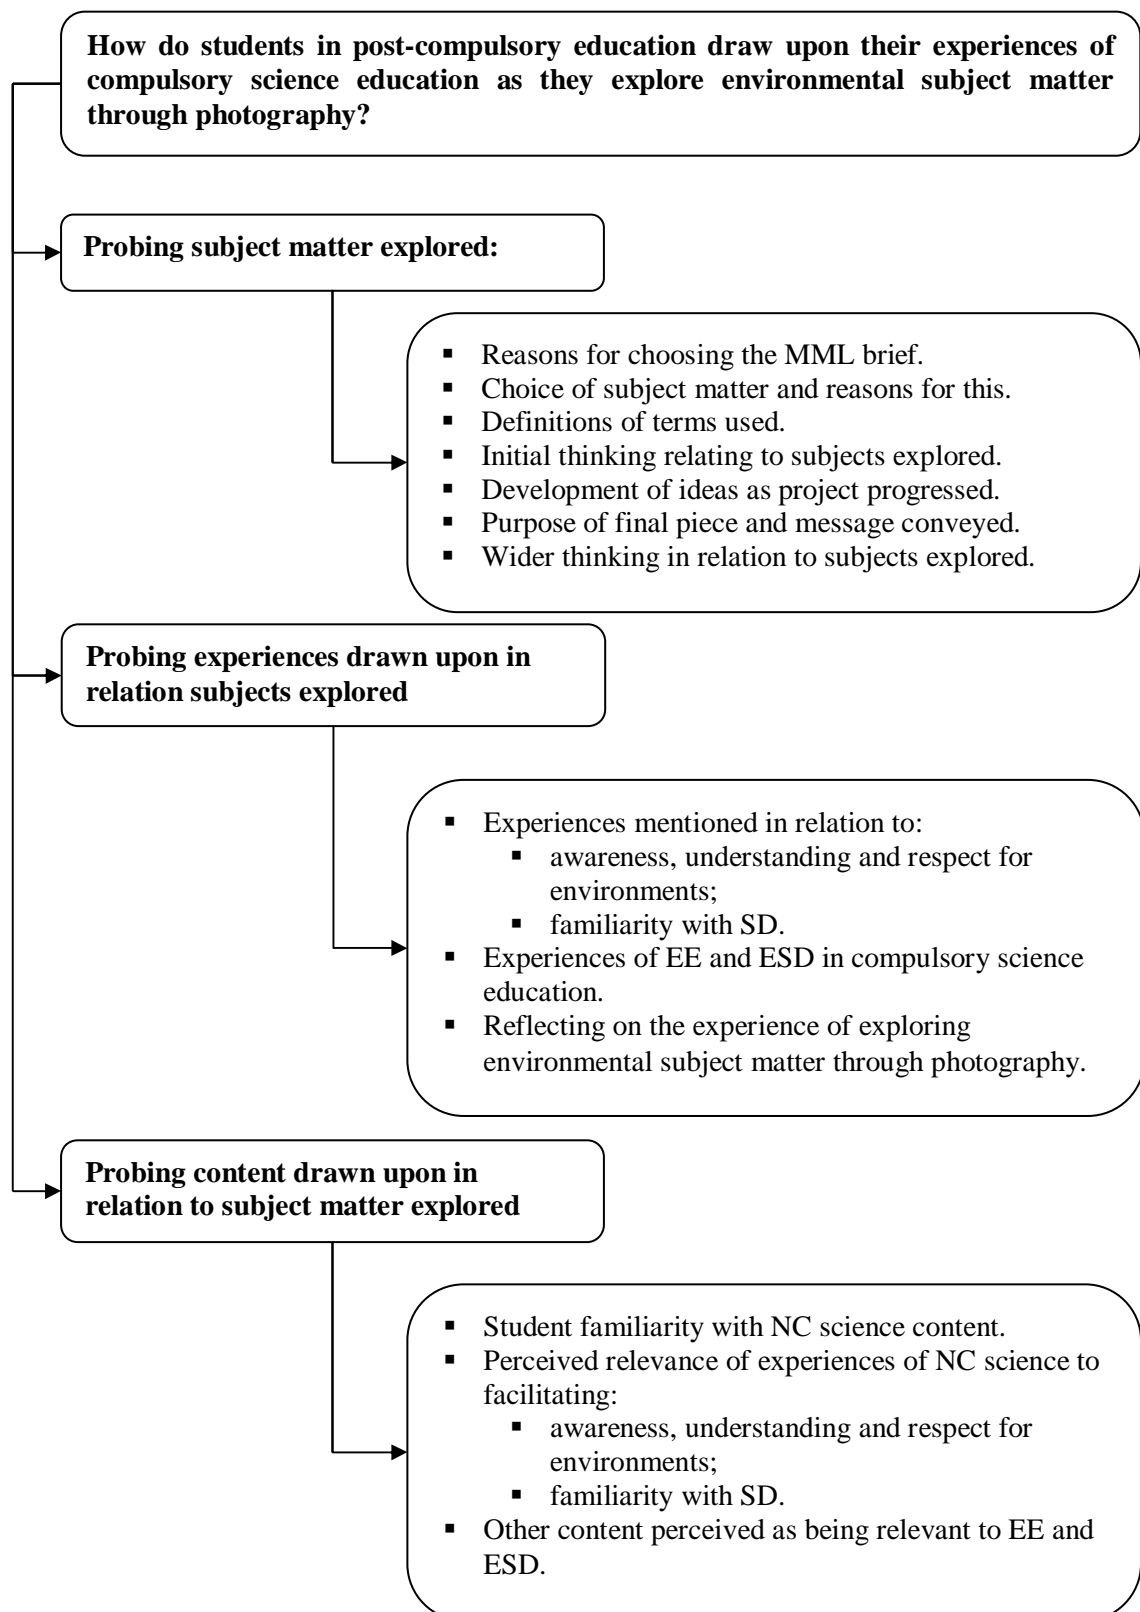 How do students in post-compulsory education draw upon their experiences of
compulsory science education as they explore environmental subject matter
through photography?
Probing subject matter explored:
▪ Reasons for choosing the MML brief.
▪ Choice of subject matter and reasons for this.
▪ Definitions of terms used.
▪ Initial thinking relating to subjects explored.
▪ Development of ideas as project progressed.
▪ Purpose of final piece and message conveyed.
▪ Wider thinking in relation to subjects explored.
Probing experiences drawn upon in
relation subjects explored
▪ Experiences mentioned in relation to:
▪ awareness, understanding and respect for
environments;
▪ familiarity with SD.
▪ Experiences of EE and ESD in compulsory science
education.
▪ Reflecting on the experience of exploring
environmental subject matter through photography.
Probing content drawn upon in
relation to subject matter explored
▪ Student familiarity with NC science content.
▪ Perceived relevance of experiences of NC science to
facilitating:
▪ awareness, understanding and respect for
environments;
▪ familiarity with SD.
▪ Other content perceived as being relevant to EE and
ESD.